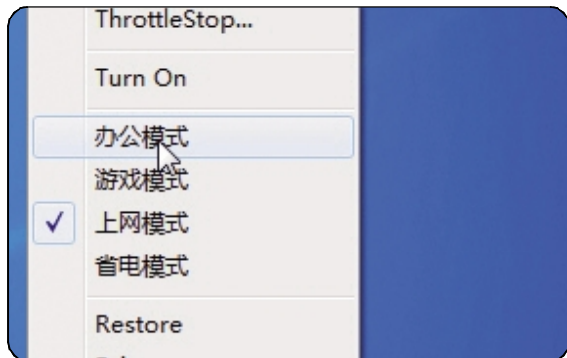 ThrottleStop...
Turn On
办公模式
游戏模式
上网模式
省电模式
Restore